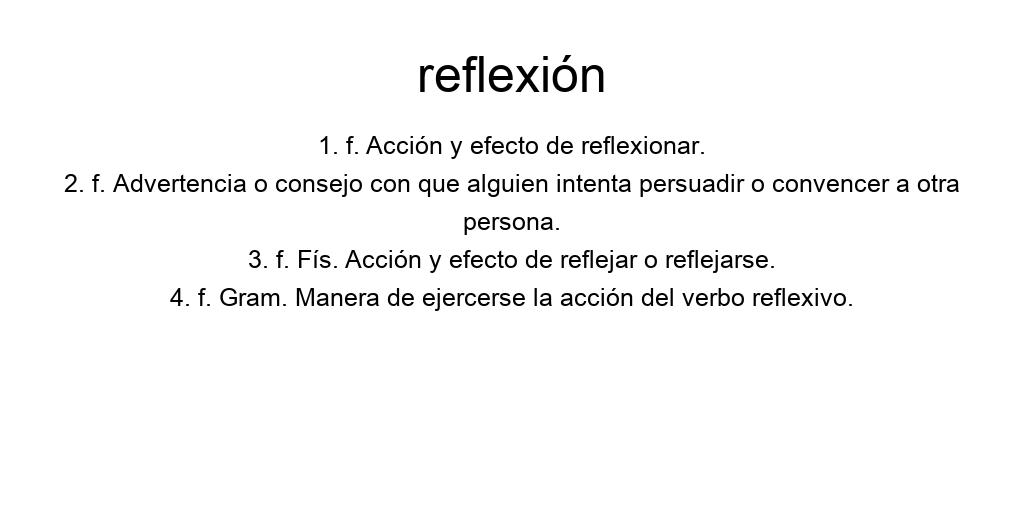 reflexión
1. f. Acción y efecto de reflexionar.
2. f. Advertencia o consejo con que alguien intenta persuadir o convencer a otra
persona.
3. f. Fís. Acción y efecto de reflejar o reflejarse.
4. f. Gram. Manera de ejercerse la acción del verbo reflexivo.